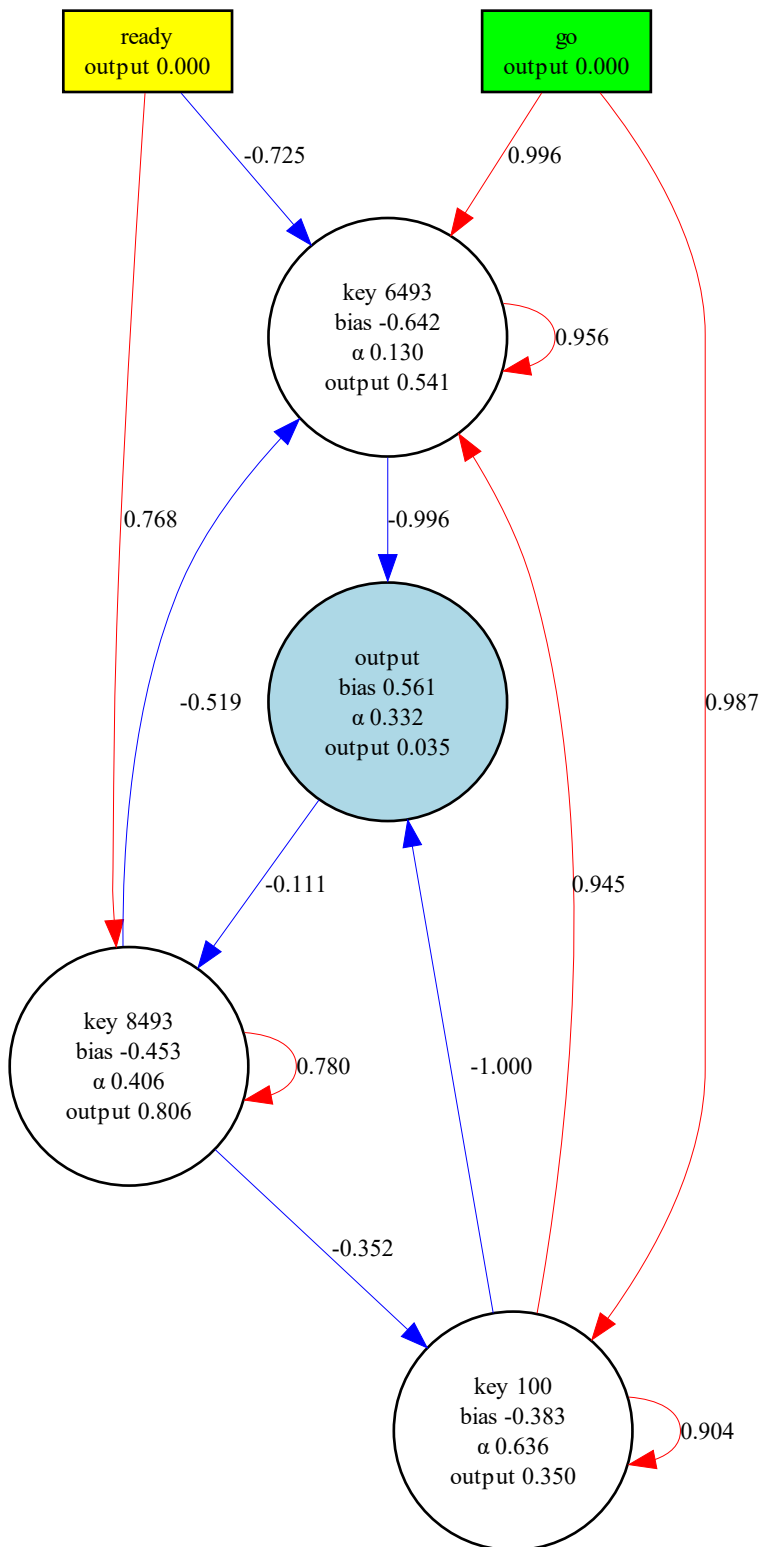 ready
output 0.000
go
output 0.000
-0.725
0.996
key 6493
bias -0.642
α 0.130
output 0.541
0.956
0.768
-0.996
-0.519
output
bias 0.561
α 0.332
output 0.035
0.987
-0.111
0.945
key 8493
bias -0.453
α 0.406
output 0.806
0.780
-1.000
-0.352
key 100
bias -0.383
α 0.636
output 0.350
0.904